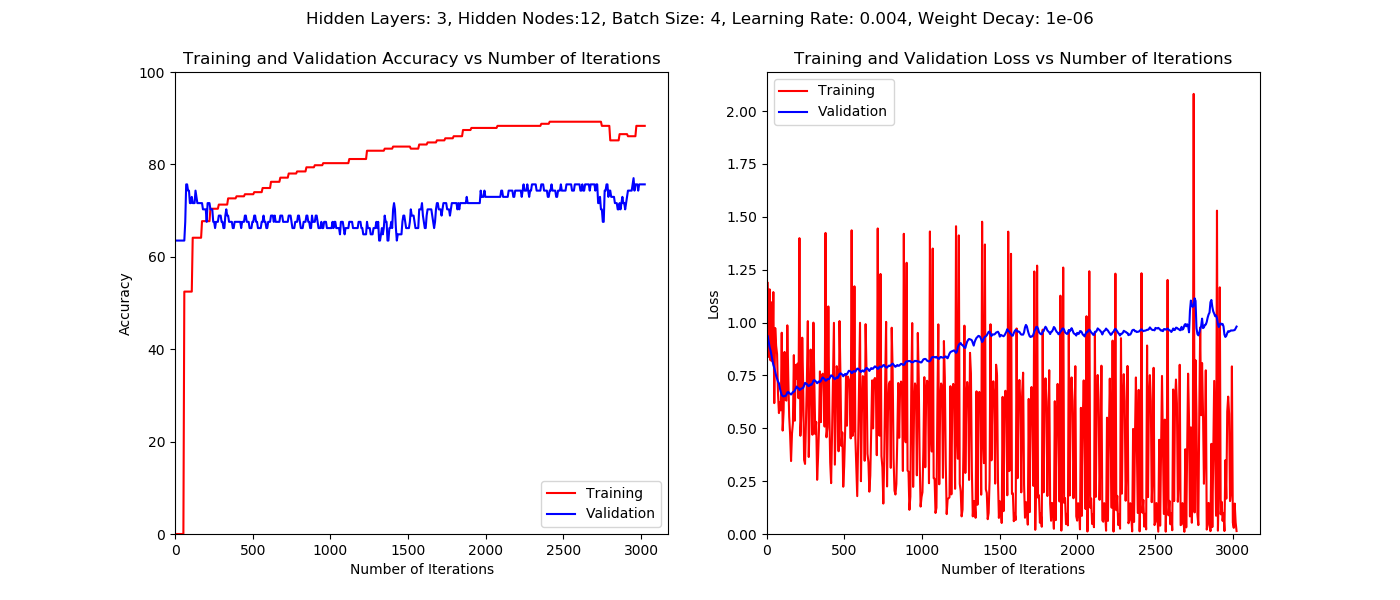 Hidden Layers: 3, Hidden Nodes:12, Batch Size: 4, Learning Rate: 0.004, Weight Decay: 1e-06
Training and Validation Accuracy vs Number of Iterations
100
80
60
40
20
0
Accuracy
0 500 1000 1500 2000 2500 3000
Number of Iterations
Training
Validation
Training and Validation Loss vs Number of Iterations
Training
Validation
2.00
1.75
1.50
1.25
1.00
0.75
0.50
0.25
0.00
Loss
0 500 1000 1500 2000 2500 3000
Number of Iterations